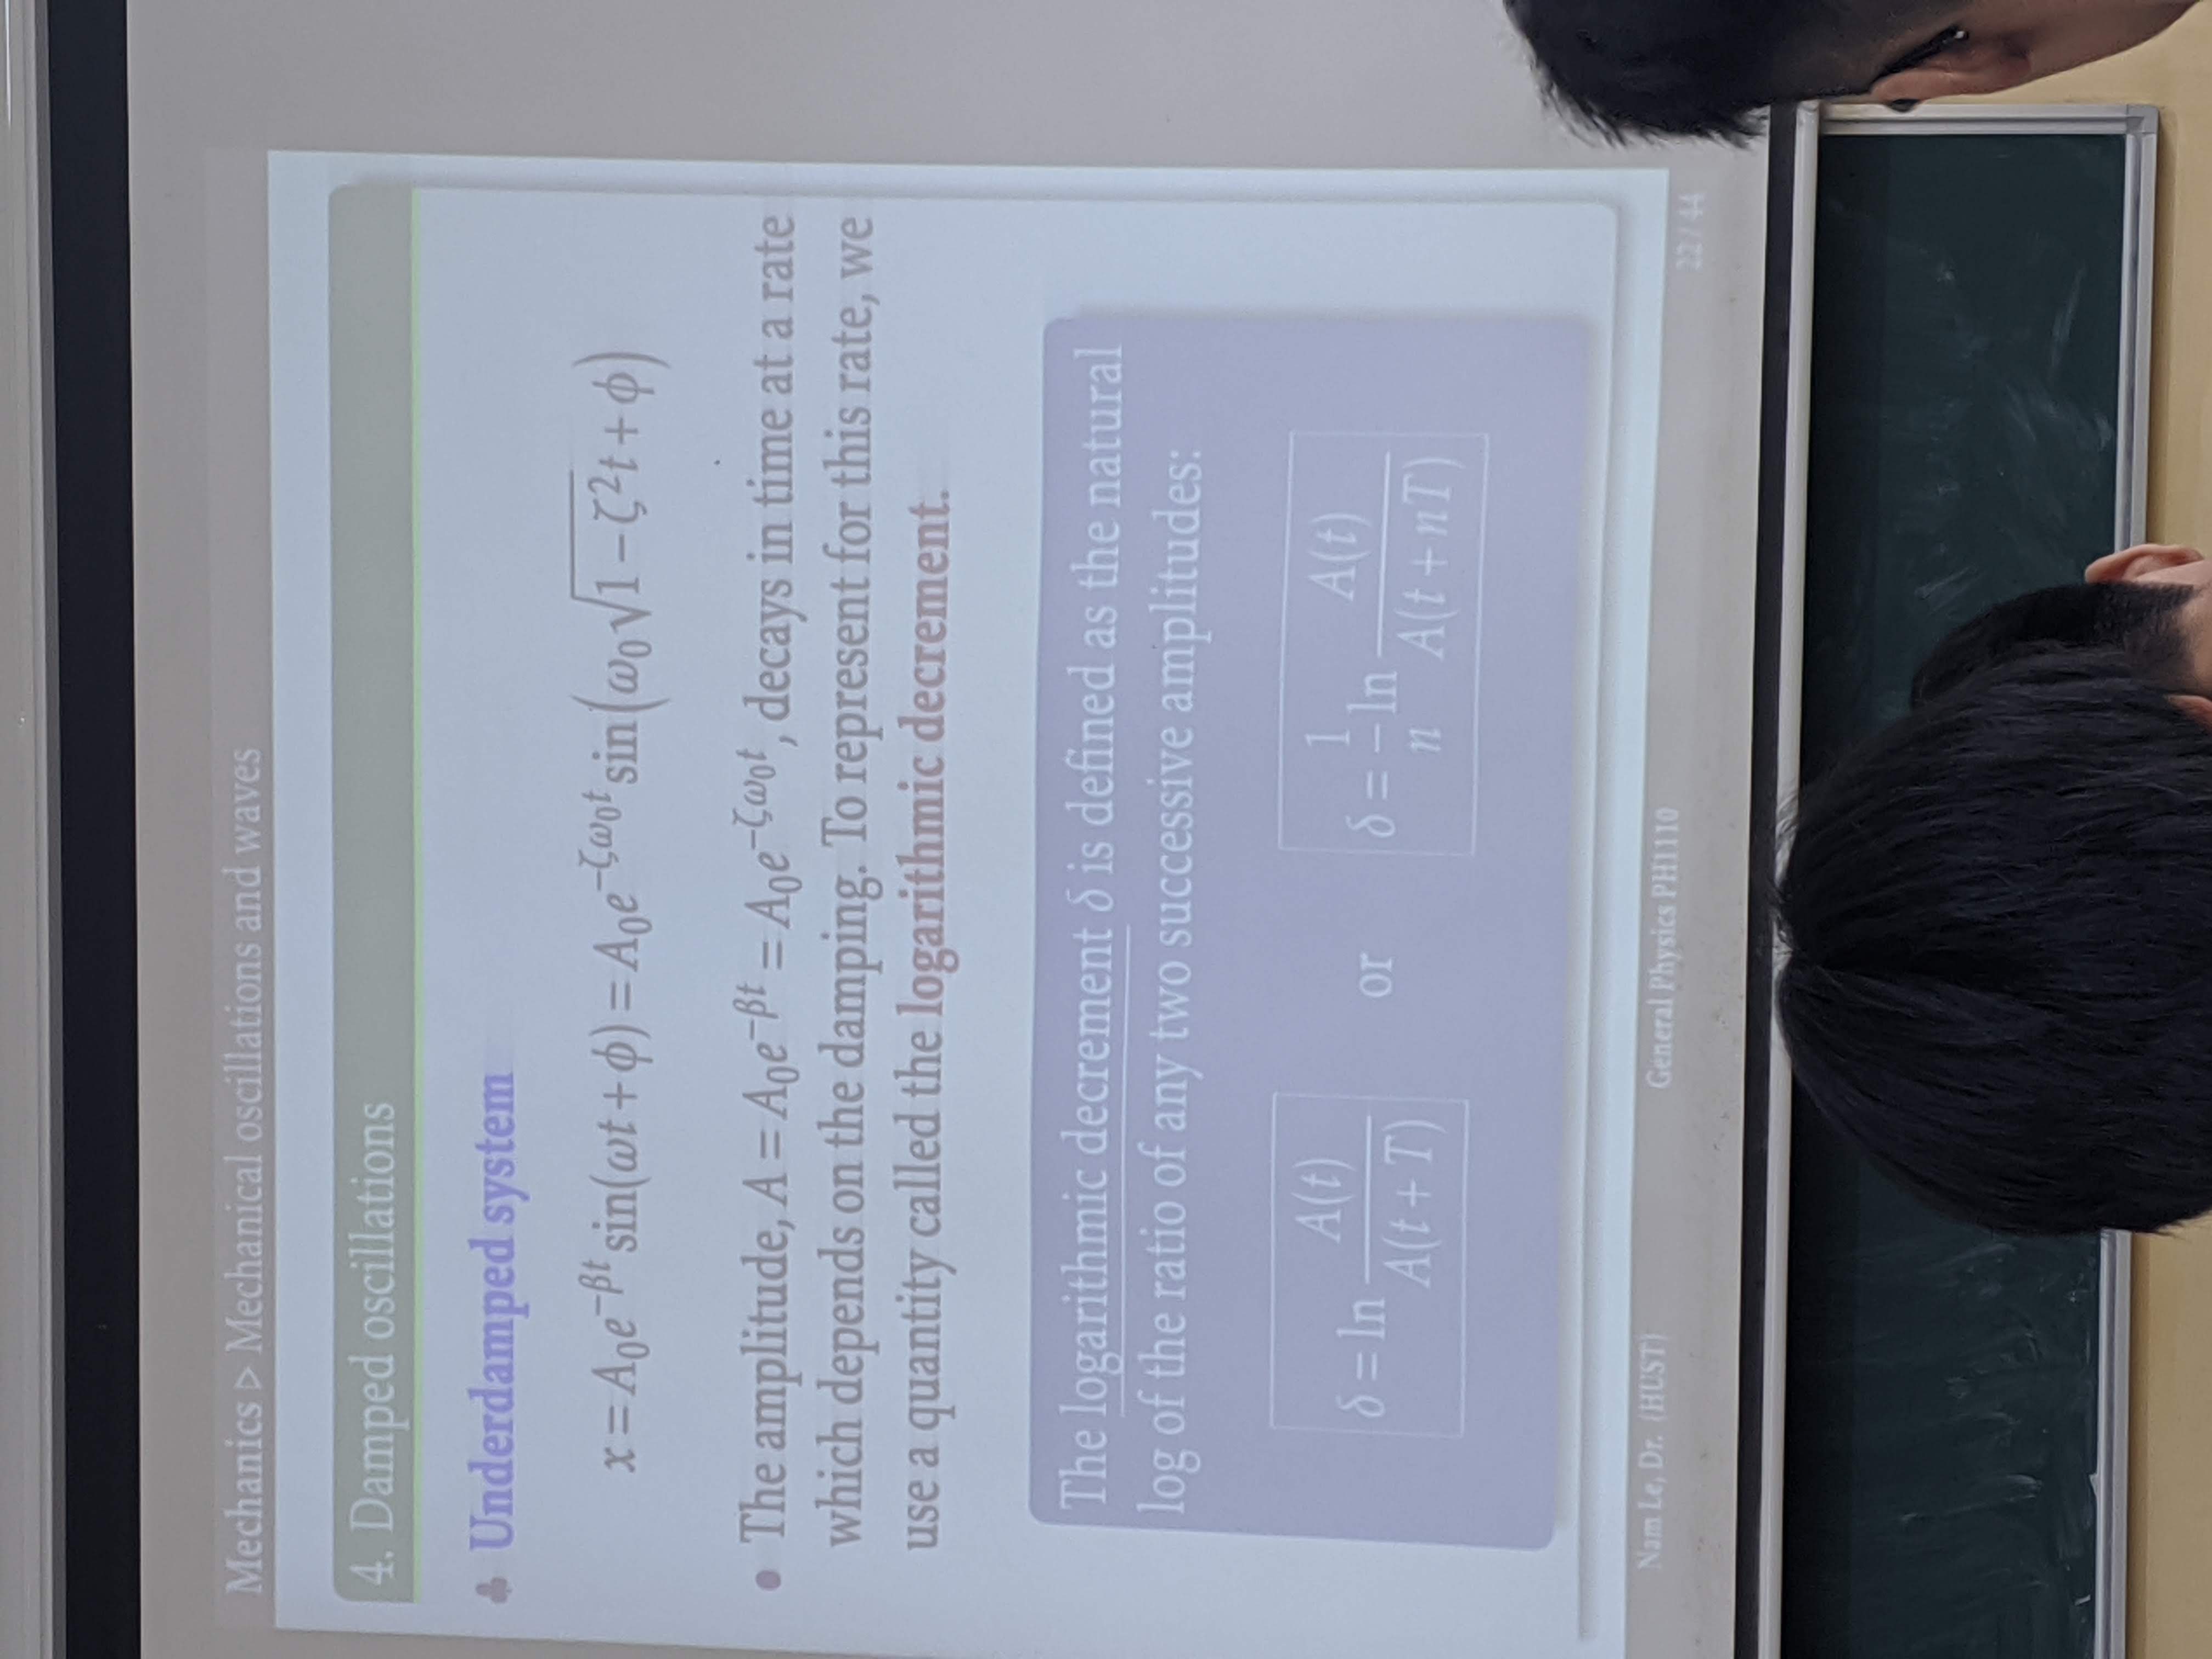 Mechanics ▷ Mechanical oscillations and waves
4. Damped oscillations
♣ Underdamped system
x = A₀e^{−βt} sin(ωt + ϕ) = A₀e^{−ζω₀t} sin(ω₀√(1−ζ²)t + ϕ)
• The amplitude, A = A₀e^{−βt} = A₀e^{−ζω₀t}, decays in time at a rate
which depends on the damping. To represent for this rate, we
use a quantity called the logarithmic decrement.
The logarithmic decrement δ is defined as the natural
log of the ratio of any two successive amplitudes:
δ = ln A(t)/A(t + T) or δ = 1/n ln A(t)/A(t + nT)
Nam Le, Dr. (HUST) General Physics PH1110 22 / 44